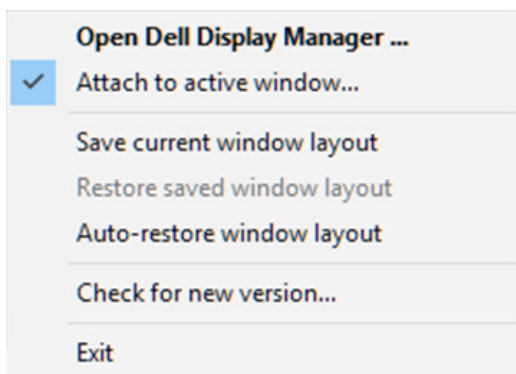 Open Dell Display Manager ...
Attach to active window...
Save current window layout
Restore saved window layout
Auto-restore window layout
Check for new version...
Exit